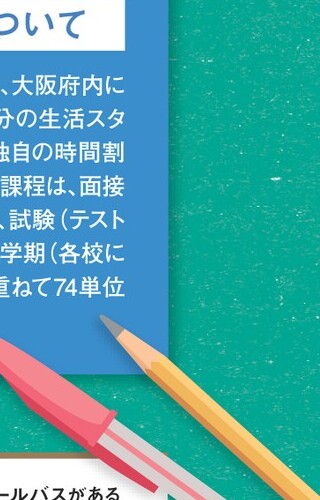 ついて
、大阪府内に
分の生活スタ
独自の時間割
課程は、面接
、試験（テスト
学期（各校に
重ねて74単位
ールバスがある